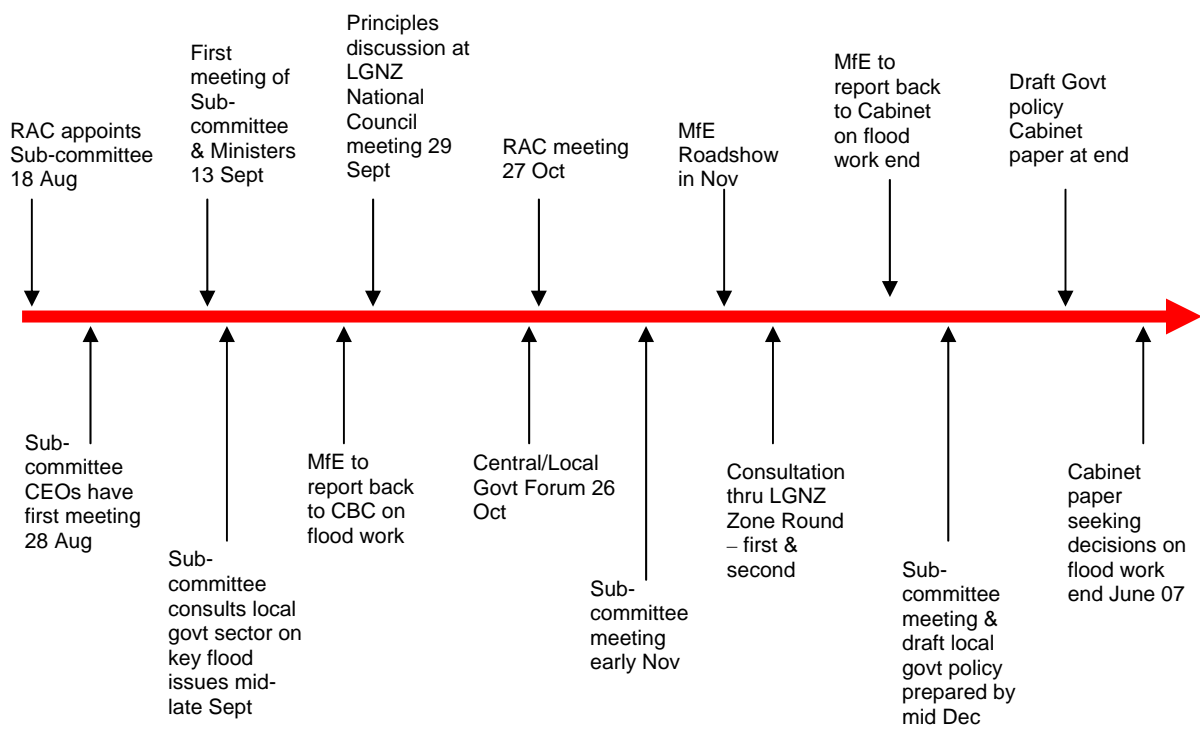 RAC appoints
Sub-committee
18 Aug
First
meeting of
Sub-
committee
& Ministers
13 Sept
Principles
discussion at
LGNZ
National
Council
meeting 29
Sept
RAC meeting
27 Oct
MfE
Roadshow
in Nov
MfE to
report back
to Cabinet
on flood
work end
Draft Govt
policy
Cabinet
paper at end
Sub-
committee
CEOs have
first meeting
28 Aug
Sub-
committee
consults local
govt sector on
key flood
issues mid-
late Sept
MfE to
report back
to CBC on
flood work
Central/Local
Govt Forum 26
Oct
Sub-
committee
meeting
early Nov
Consultation
thru LGNZ
Zone Round
– first &
second
Sub-
committee
meeting &
draft local
govt policy
prepared by
mid Dec
Cabinet
paper
seeking
decisions on
flood work
end June 07